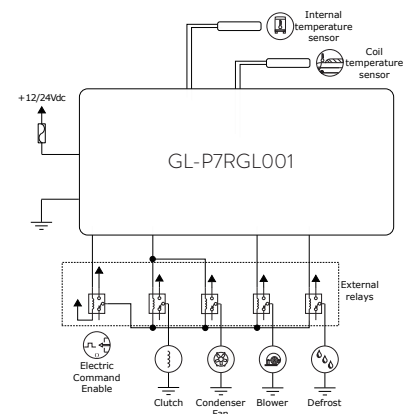 Internal
temperature
sensor
Coil
temperature
sensor
+12/24Vdc
GL-P7RGL001
External
relays
Electric
Command
Enable
Clutch
Condenser
Fan
Blower
Defrost